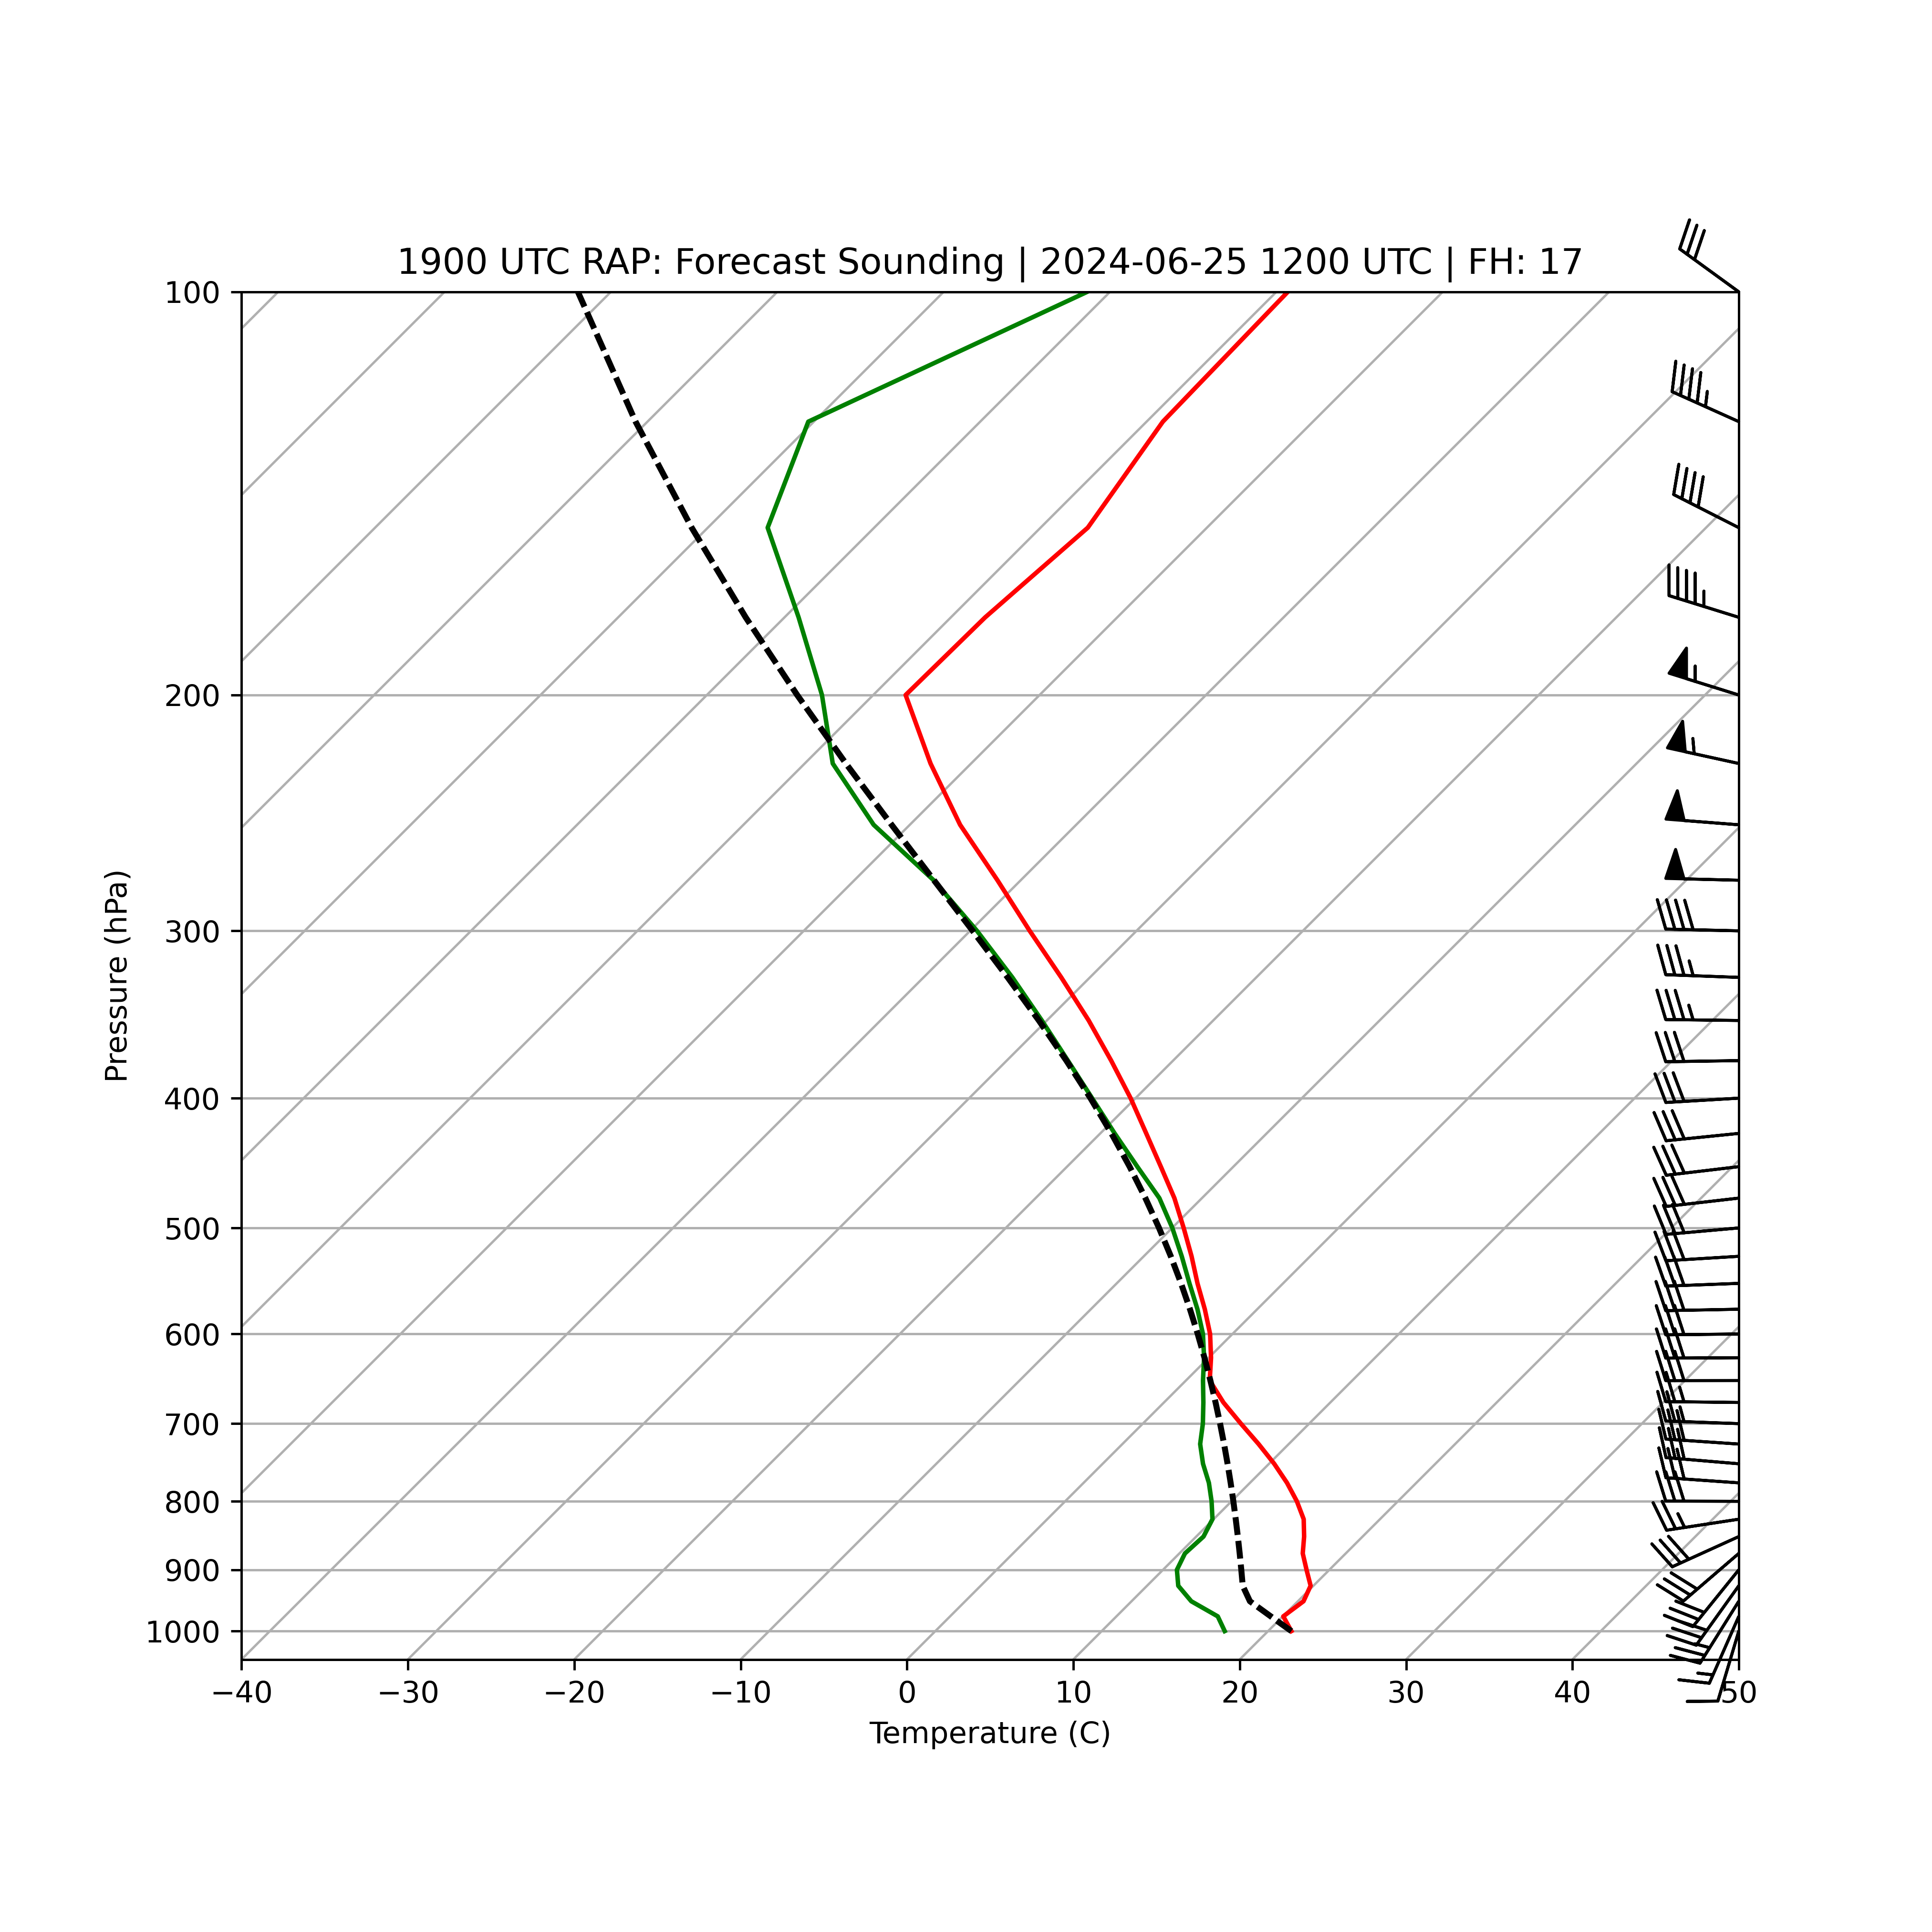 1900 UTC RAP: Forecast Sounding | 2024-06-25 1200 UTC | FH: 17
100
200
300
400
500
600
700
800
900
1000
Pressure (hPa)
−40 −30 −20 −10 0 10 20 30 40 50
Temperature (C)